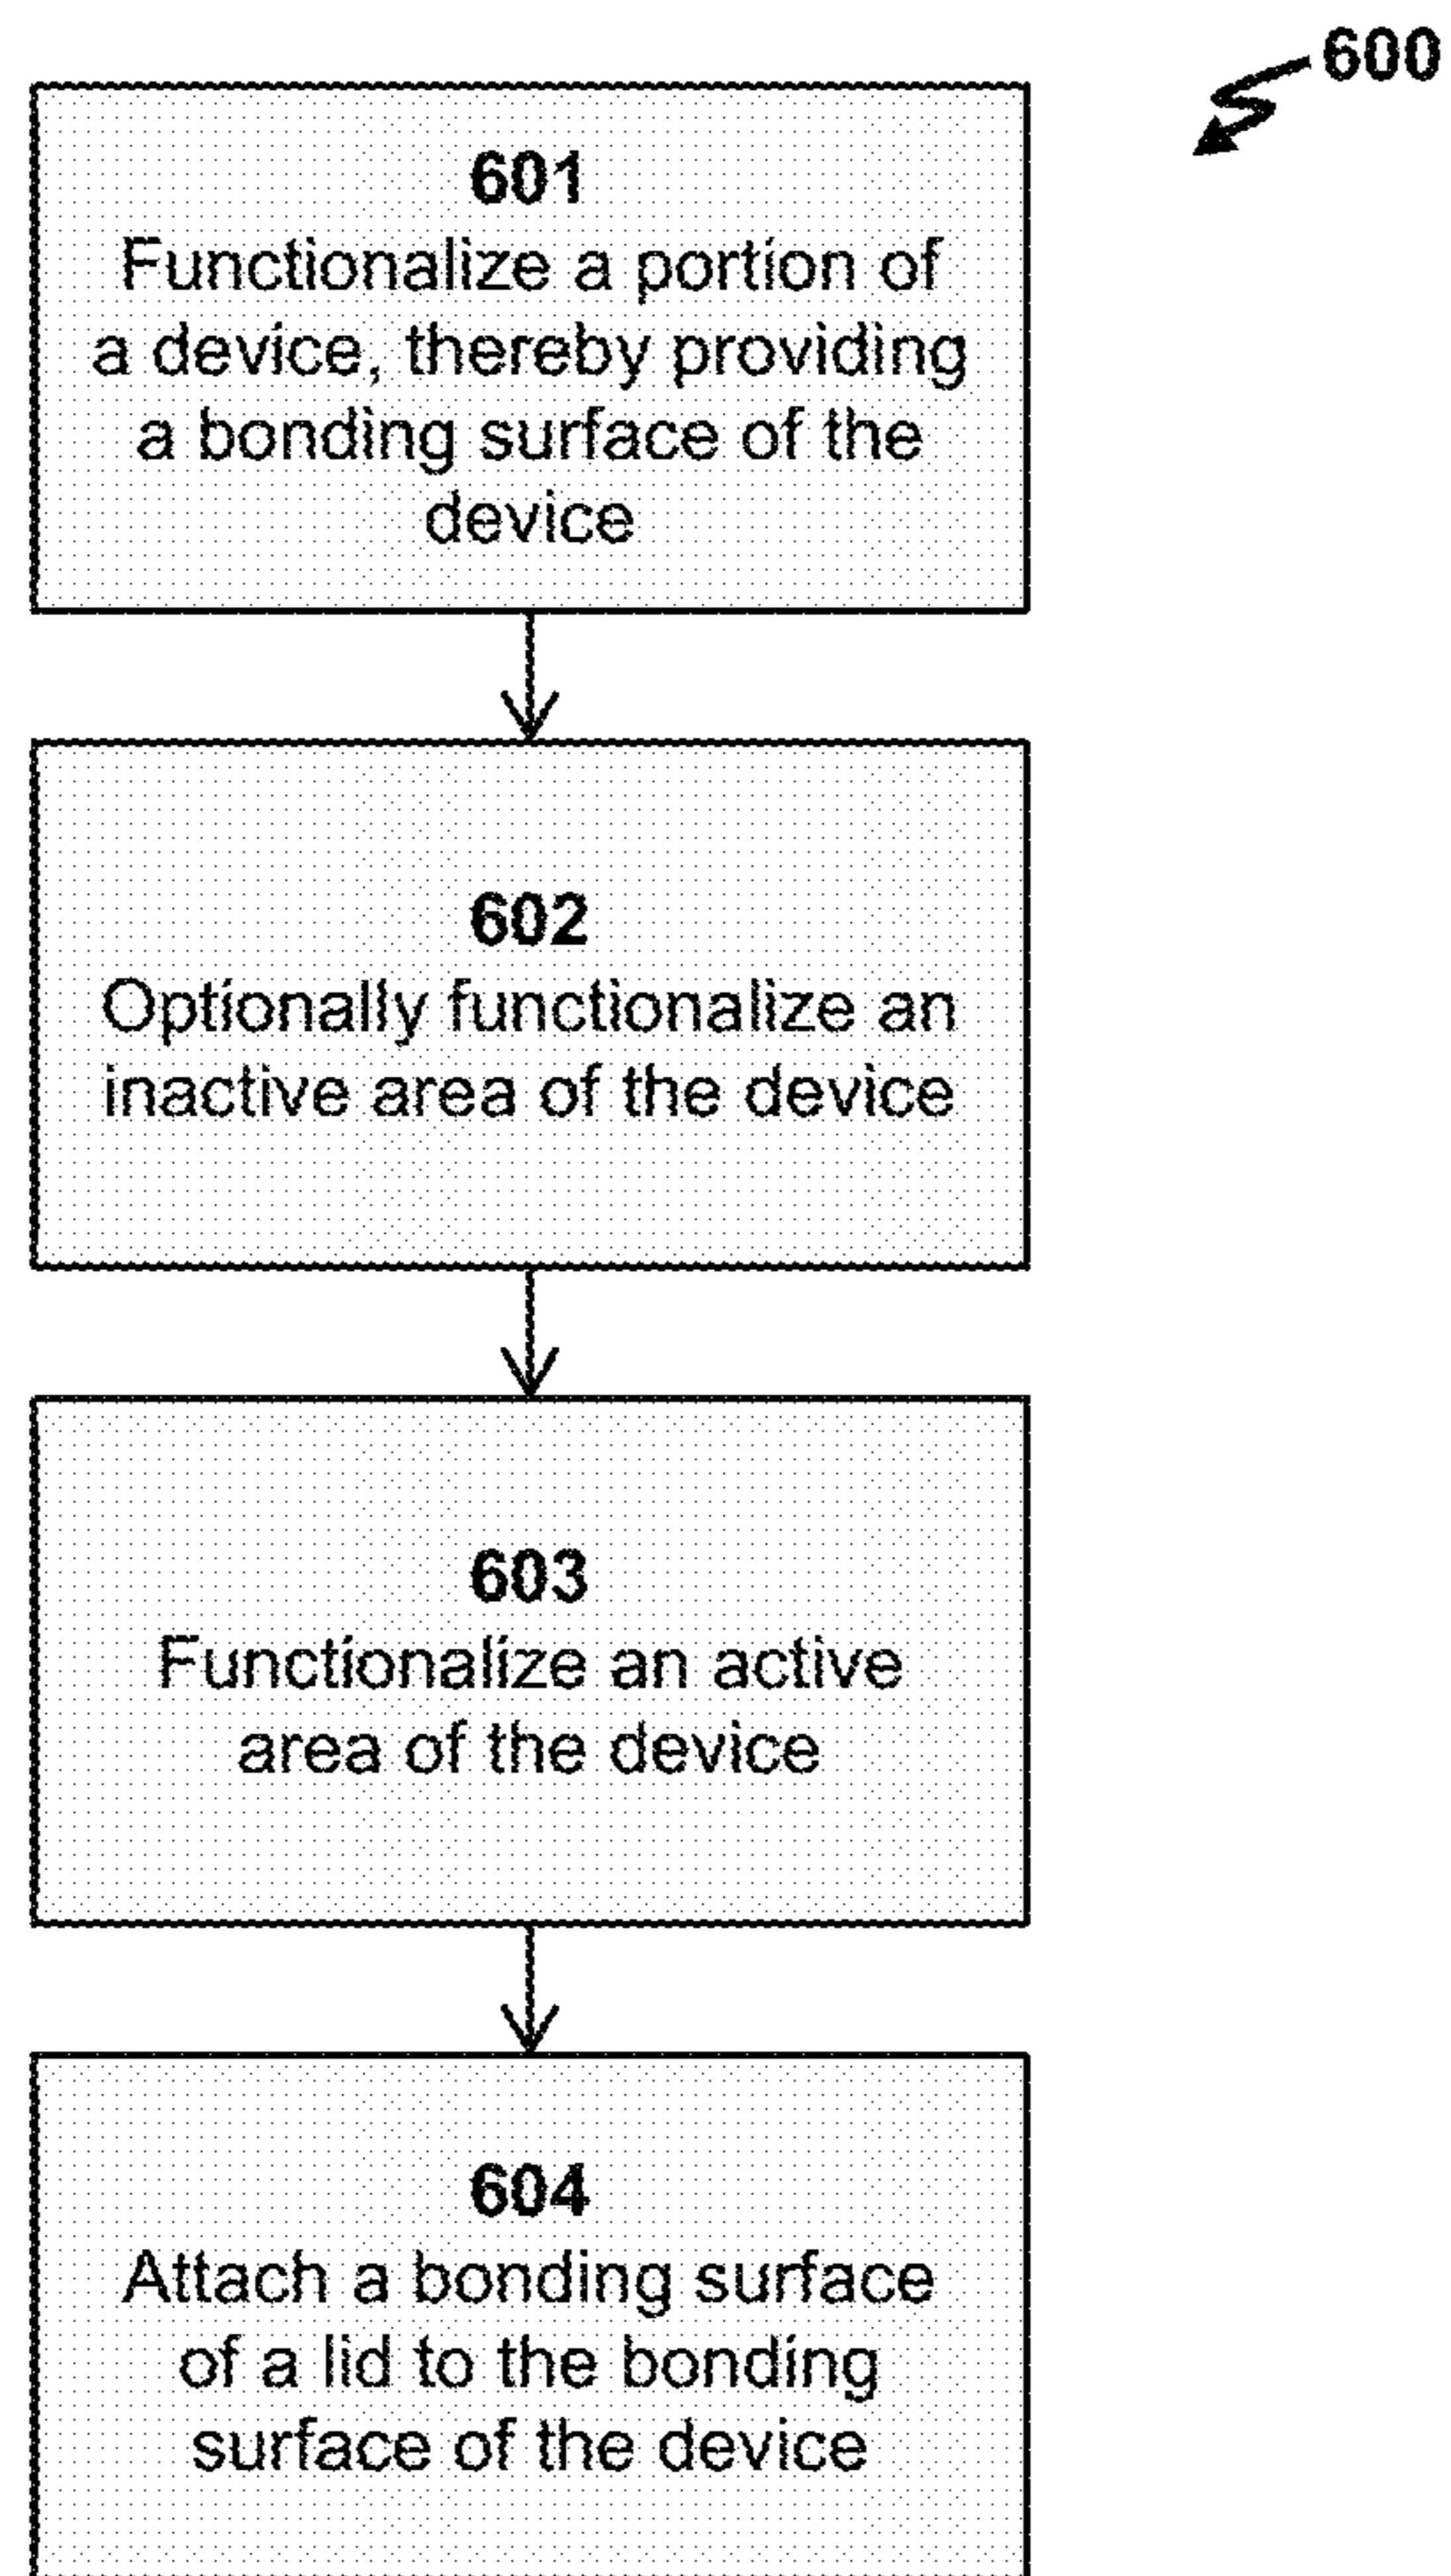 600
601
Functionalize a portion of
a device, thereby providing
a bonding surface of the
device
602
Optionally functionalize an
inactive area of the device
603
Functionalize an active
area of the device
604
Attach a bonding surface
of a lid to the bonding
surface of the device